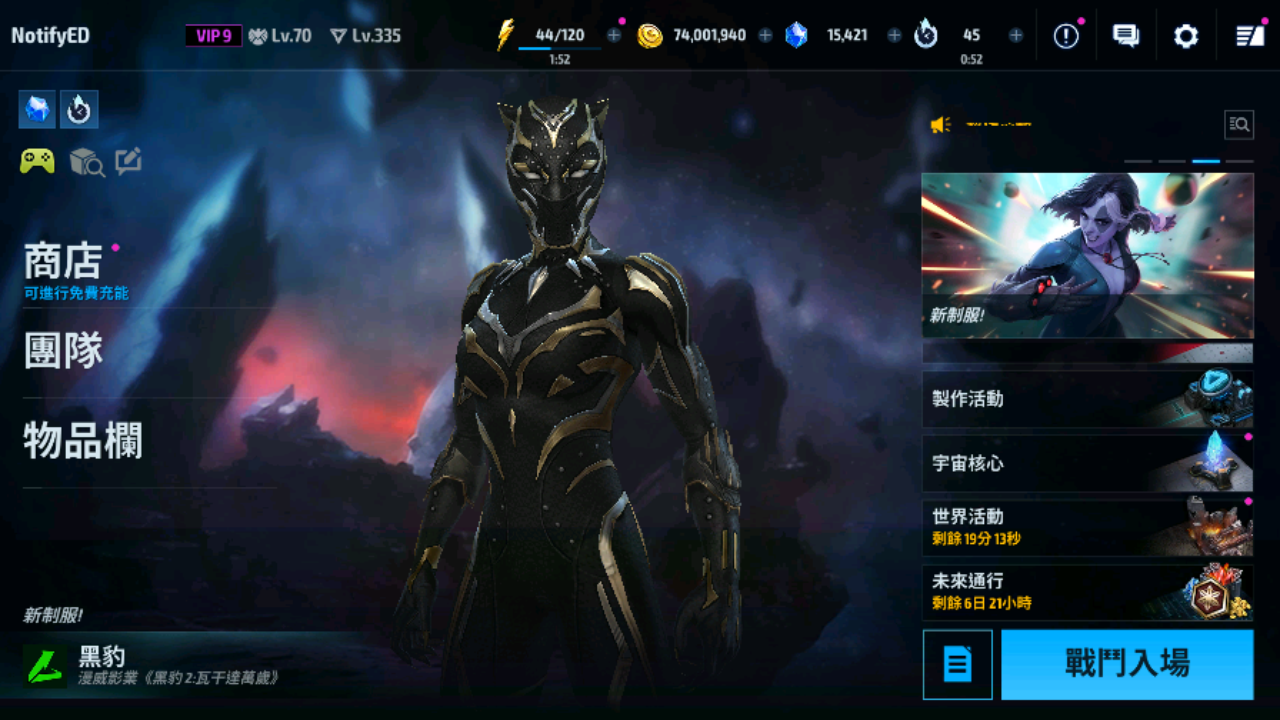 NotifyED
VIP 9
Lv.70
Lv.335
44/120
1:52
74,001,940
15,421
45
0:52
商店
可進行免費充能
團隊
物品欄
新制服!
黑豹
漫威影業《黑豹 2:瓦干達萬歲》
新制服!
製作活動
宇宙核心
世界活動
剩餘 19分 13秒
未來通行
剩餘 6日 21小時
戰鬥入場